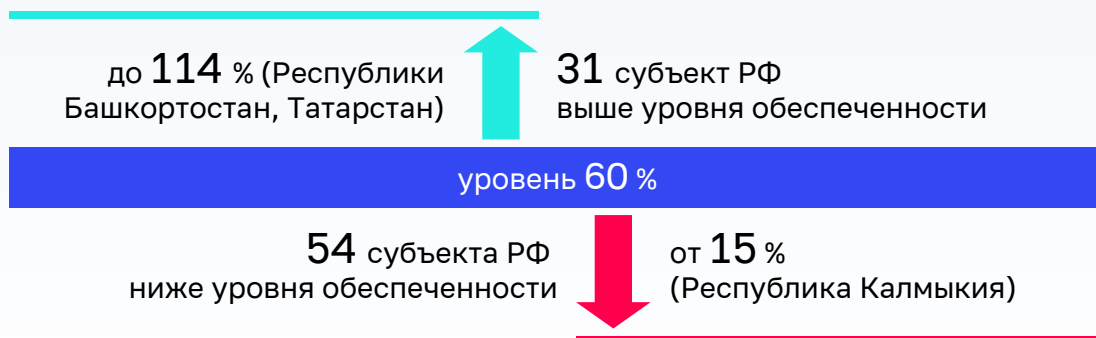 до 114 % (Республики
Башкортостан, Татарстан)
31 субъект РФ
выше уровня обеспеченности
уровень 60 %
54 субъекта РФ
ниже уровня обеспеченности
от 15 %
(Республика Калмыкия)